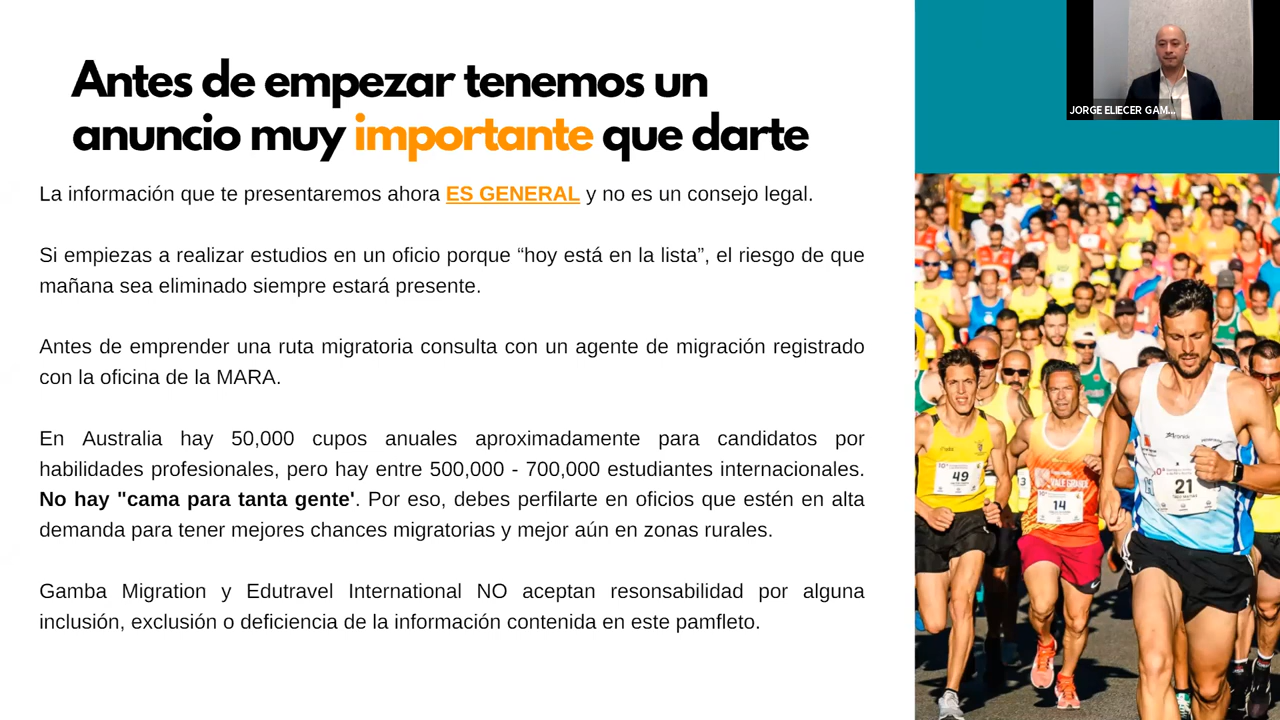 Antes de empezar tenemos un
anuncio muy importante que darte
JORGE ELIECER GAM...
La información que te presentaremos ahora ES GENERAL y no es un consejo legal.
Si empiezas a realizar estudios en un oficio porque “hoy está en la lista”, el riesgo de que
mañana sea eliminado siempre estará presente.
Antes de emprender una ruta migratoria consulta con un agente de migración registrado
con la oficina de la MARA.
En Australia hay 50,000 cupos anuales aproximadamente para candidatos por
habilidades profesionales, pero hay entre 500,000 - 700,000 estudiantes internacionales.
No hay "cama para tanta gente'. Por eso, debes perfilarte en oficios que estén en alta
demanda para tener mejores chances migratorias y mejor aún en zonas rurales.
Gamba Migration y Edutravel International NO aceptan resonsabilidad por alguna
inclusión, exclusión o deficiencia de la información contenida en este pamfleto.
49
14
21